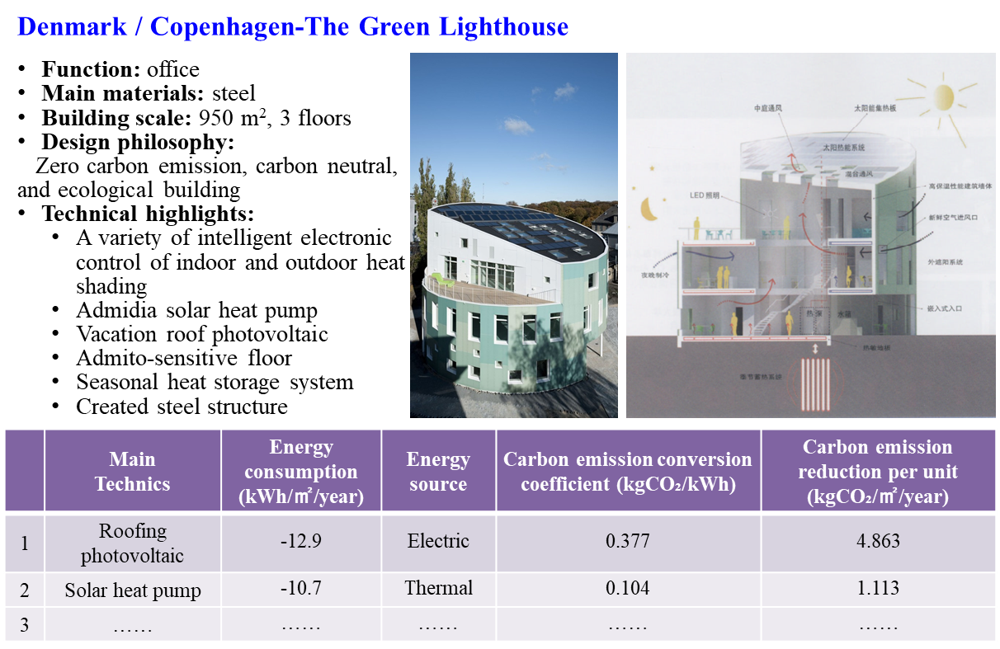 Denmark / Copenhagen-The Green Lighthouse
• Function: office
• Main materials: steel
• Building scale: 950 m², 3 floors
• Design philosophy:
Zero carbon emission, carbon neutral,
and ecological building
• Technical highlights:
• A variety of intelligent electronic
control of indoor and outdoor heat
shading
• Admidia solar heat pump
• Vacation roof photovoltaic
• Admito-sensitive floor
• Seasonal heat storage system
• Created steel structure
中庭通风
太阳能集热板
太阳热能系统
混合通风
高保温性能建筑墙体
LED 照明
新鲜空气进风口
外遮阳系统
夜晚制冷
嵌入式入口
热泵
水箱
热敏地板
季节蓄热系统
Main
Technics
Energy
consumption
(kWh/㎡/year)
Energy
source
Carbon emission conversion
coefficient (kgCO₂/kWh)
Carbon emission
reduction per unit
(kgCO₂/㎡/year)
1 Roofing photovoltaic -12.9 Electric 0.377 4.863
2 Solar heat pump -10.7 Thermal 0.104 1.113
3 …… …… …… …… ……